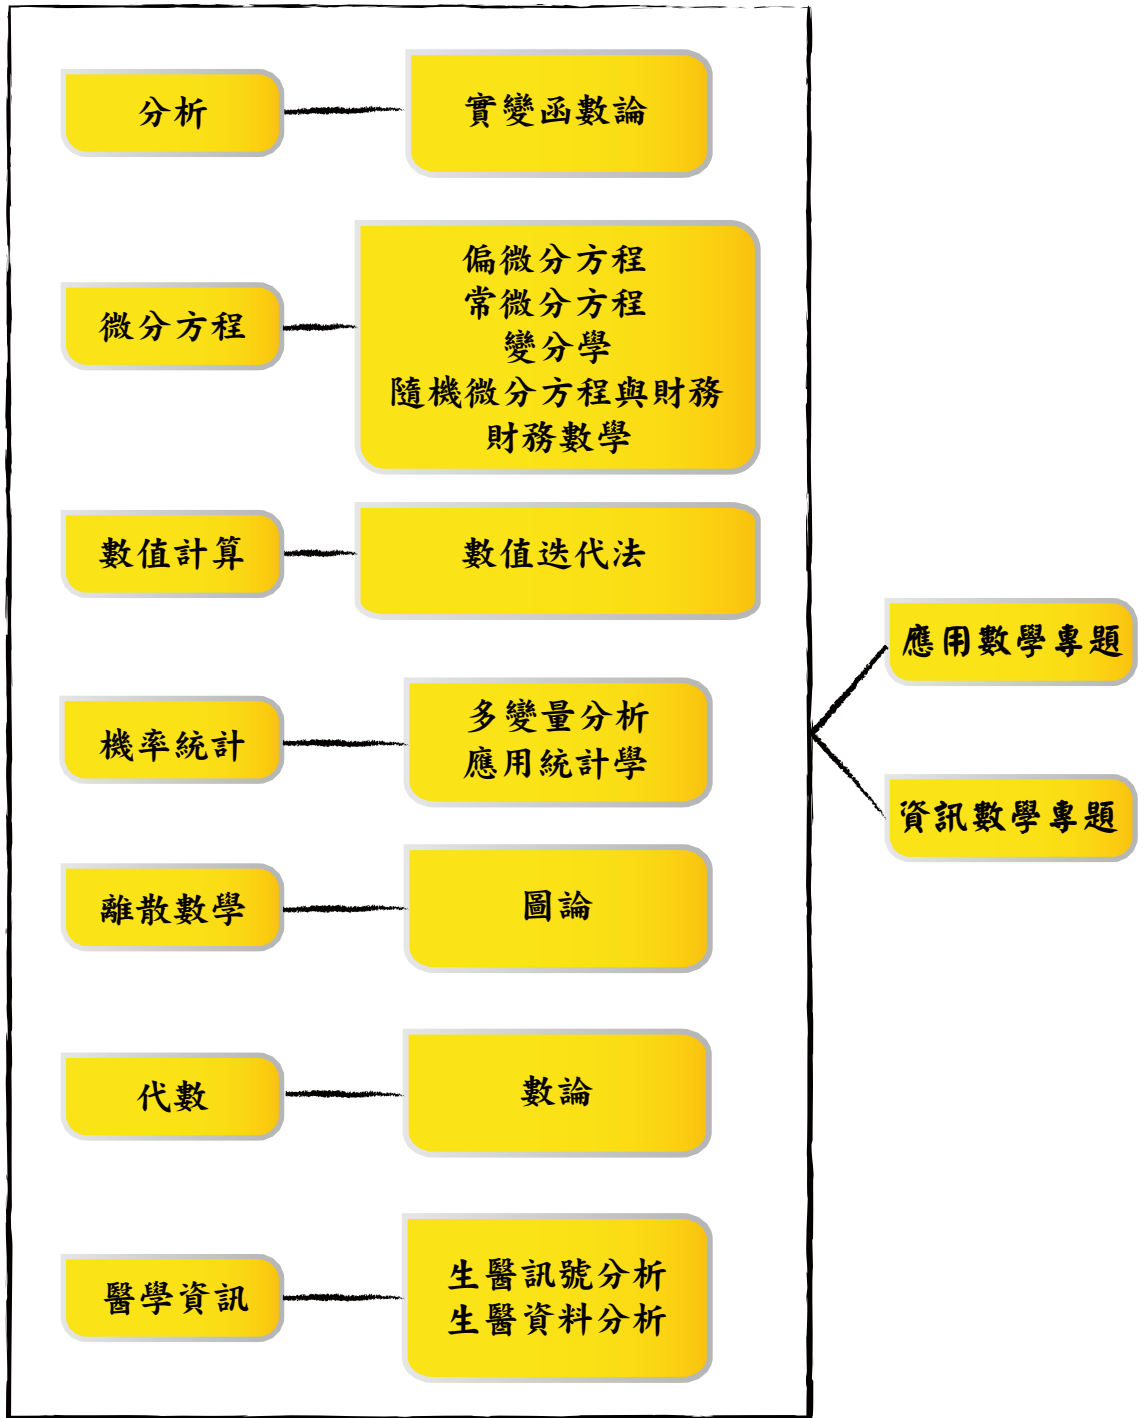 分析
實變函數論
微分方程
偏微分方程
常微分方程
變分學
隨機微分方程與財務
財務數學
數值計算
數值迭代法
機率統計
多變量分析
應用統計學
離散數學
圖論
代數
數論
醫學資訊
生醫訊號分析
生醫資料分析
應用數學專題
資訊數學專題